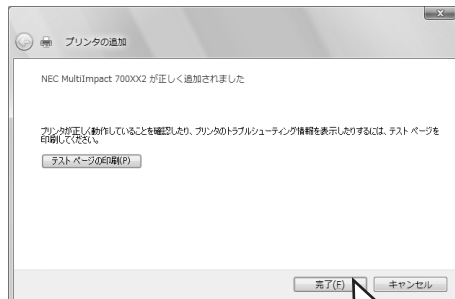 プリンタの追加
NEC MultiImpact 700XX2 が正しく追加されました
プリンタが正しく動作していることを確認したり、プリンタのトラブルシューティング情報を表示したりするには、テスト ページを
印刷してください。
テスト ページの印刷(P)
完了(F)
キャンセル